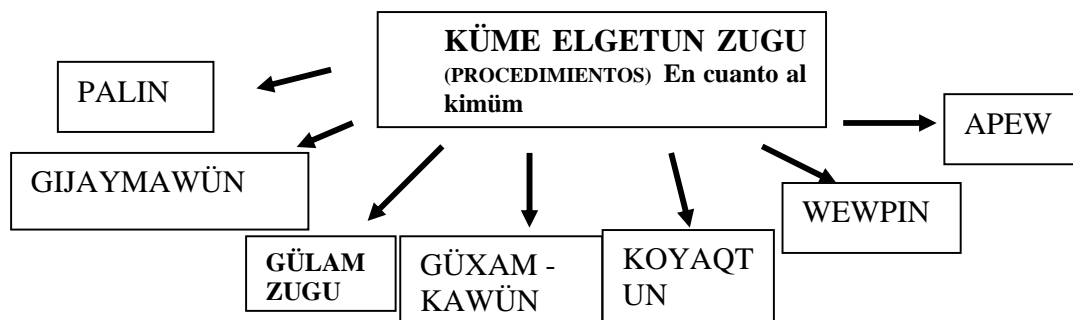 KÜME ELGETUN ZUGU
(PROCEDIMIENTOS) En cuanto al
kimüm
PALIN
APEW
GIJAYMAWÜN
WEWPIN
GÜLAM
ZUGU
GÜXAM -
KAWÜN
KOYAQT
UN